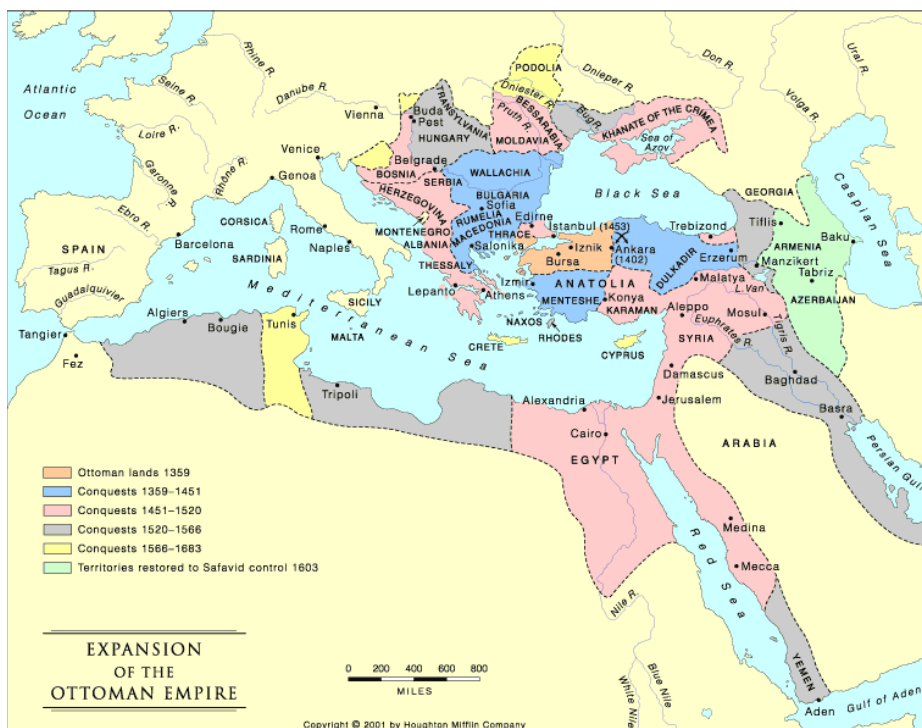 Atlantic
Ocean
Rhine R.
Seine R.
Loire R.
Garonne R.
Rhône R.
Danube R.
Vienna
Venice
Genoa
Ebro R.
SPAIN
Tagus R.
Guadalquivir
Barcelona
CORSICA
SARDINIA
Rome
Naples
SICILY
MALTA
Mediterranean Sea
Tangier
Fez
Algiers
Bougie
Tunis
Tripoli
PODOLIA
Dniester R.
Dnieper R.
Don R.
Volga R.
Ural R.
Bug R.
Pruth R.
BESSARABIA
MOLDAVIA
TRANSYLVANIA
Buda
Pest
HUNGARY
KHANATE OF THE CRIMEA
Sea of
Azov
Belgrade
BOSNIA
SERBIA
HERZEGOVINA
WALLACHIA
BULGARIA
Sofia
RUMELIA
MACEDONIA
MONTENEGRO
ALBANIA
Salonika
THESSALY
Lepanto
Athens
Edirne
THRACE
Istanbul (1453)
Iznik
Bursa
Ankara
(1402)
Black Sea
Trebizond
Erzerum
DULKADIR
ANATOLIA
Izmir
MENTESHE
Konya
KARAMAN
NAXOS
RHODES
CRETE
CYPRUS
GEORGIA
Tiflis
ARMENIA
Baku
Caspian Sea
Manzikert
Tabriz
AZERBAIJAN
L.Van
Malatya
Aleppo
Mosul
Euphrates R.
Tigris R.
SYRIA
Damascus
Jerusalem
Baghdad
Basra
Persian Gulf
Alexandria
Cairo
EGYPT
ARABIA
Red Sea
Medina
Mecca
Nile R.
Blue Nile
White Nile
YEMEN
Aden
Gulf of Aden
Ottoman lands 1359
Conquests 1359–1451
Conquests 1451–1520
Conquests 1520–1566
Conquests 1566–1683
Territories restored to Safavid control 1603
EXPANSION
OF THE
OTTOMAN EMPIRE
0 200 400 600 800
MILES
Copyright © 2001 by Houghton Mifflin Company